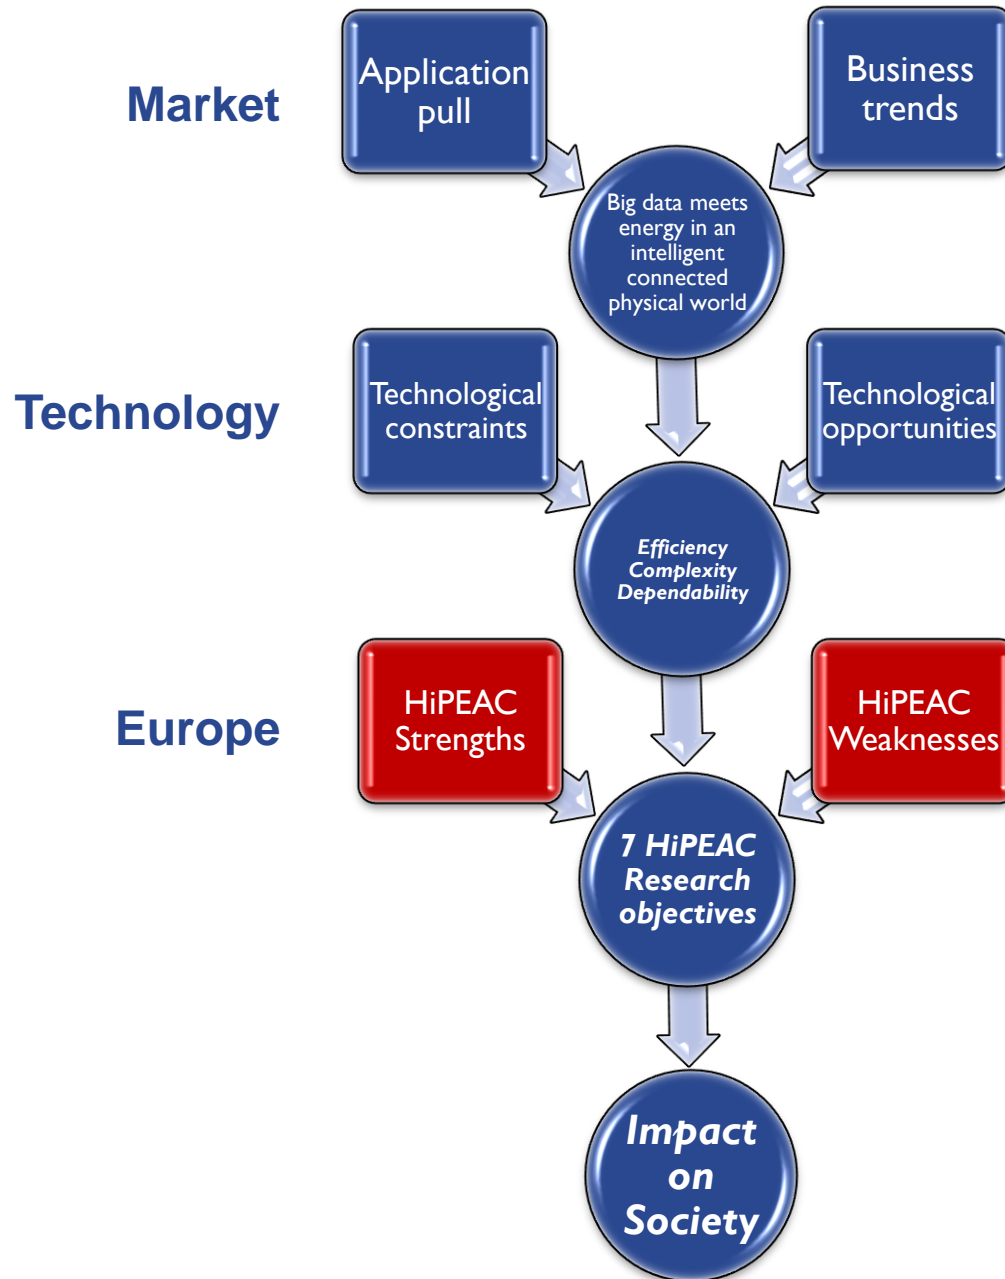 Market
Application
pull
Business
trends
Big data meets
energy in an
intelligent
connected
physical world
Technology
Technological
constraints
Technological
opportunities
Efficiency
Complexity
Dependability
Europe
HiPEAC
Strengths
HiPEAC
Weaknesses
7 HiPEAC
Research
objectives
Impact
on
Society